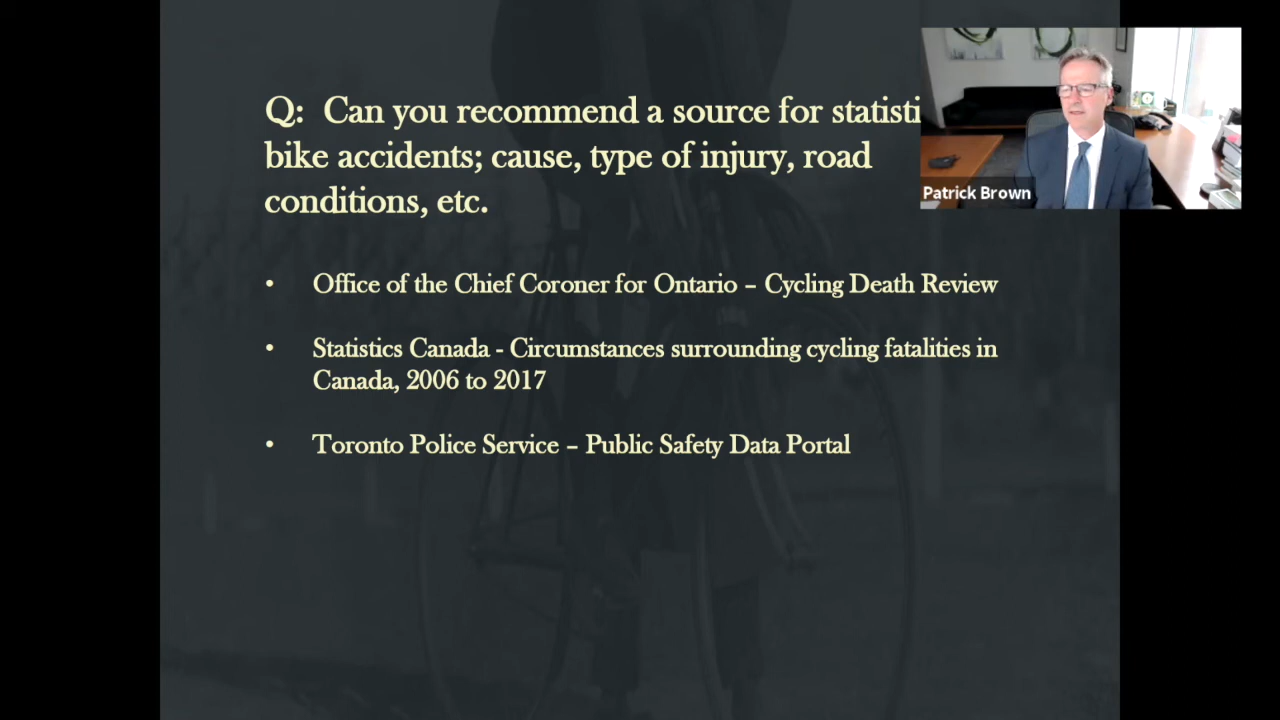 Q: Can you recommend a source for statisti
bike accidents; cause, type of injury, road
conditions, etc.
• Office of the Chief Coroner for Ontario – Cycling Death Review
• Statistics Canada - Circumstances surrounding cycling fatalities in
Canada, 2006 to 2017
• Toronto Police Service – Public Safety Data Portal
Patrick Brown